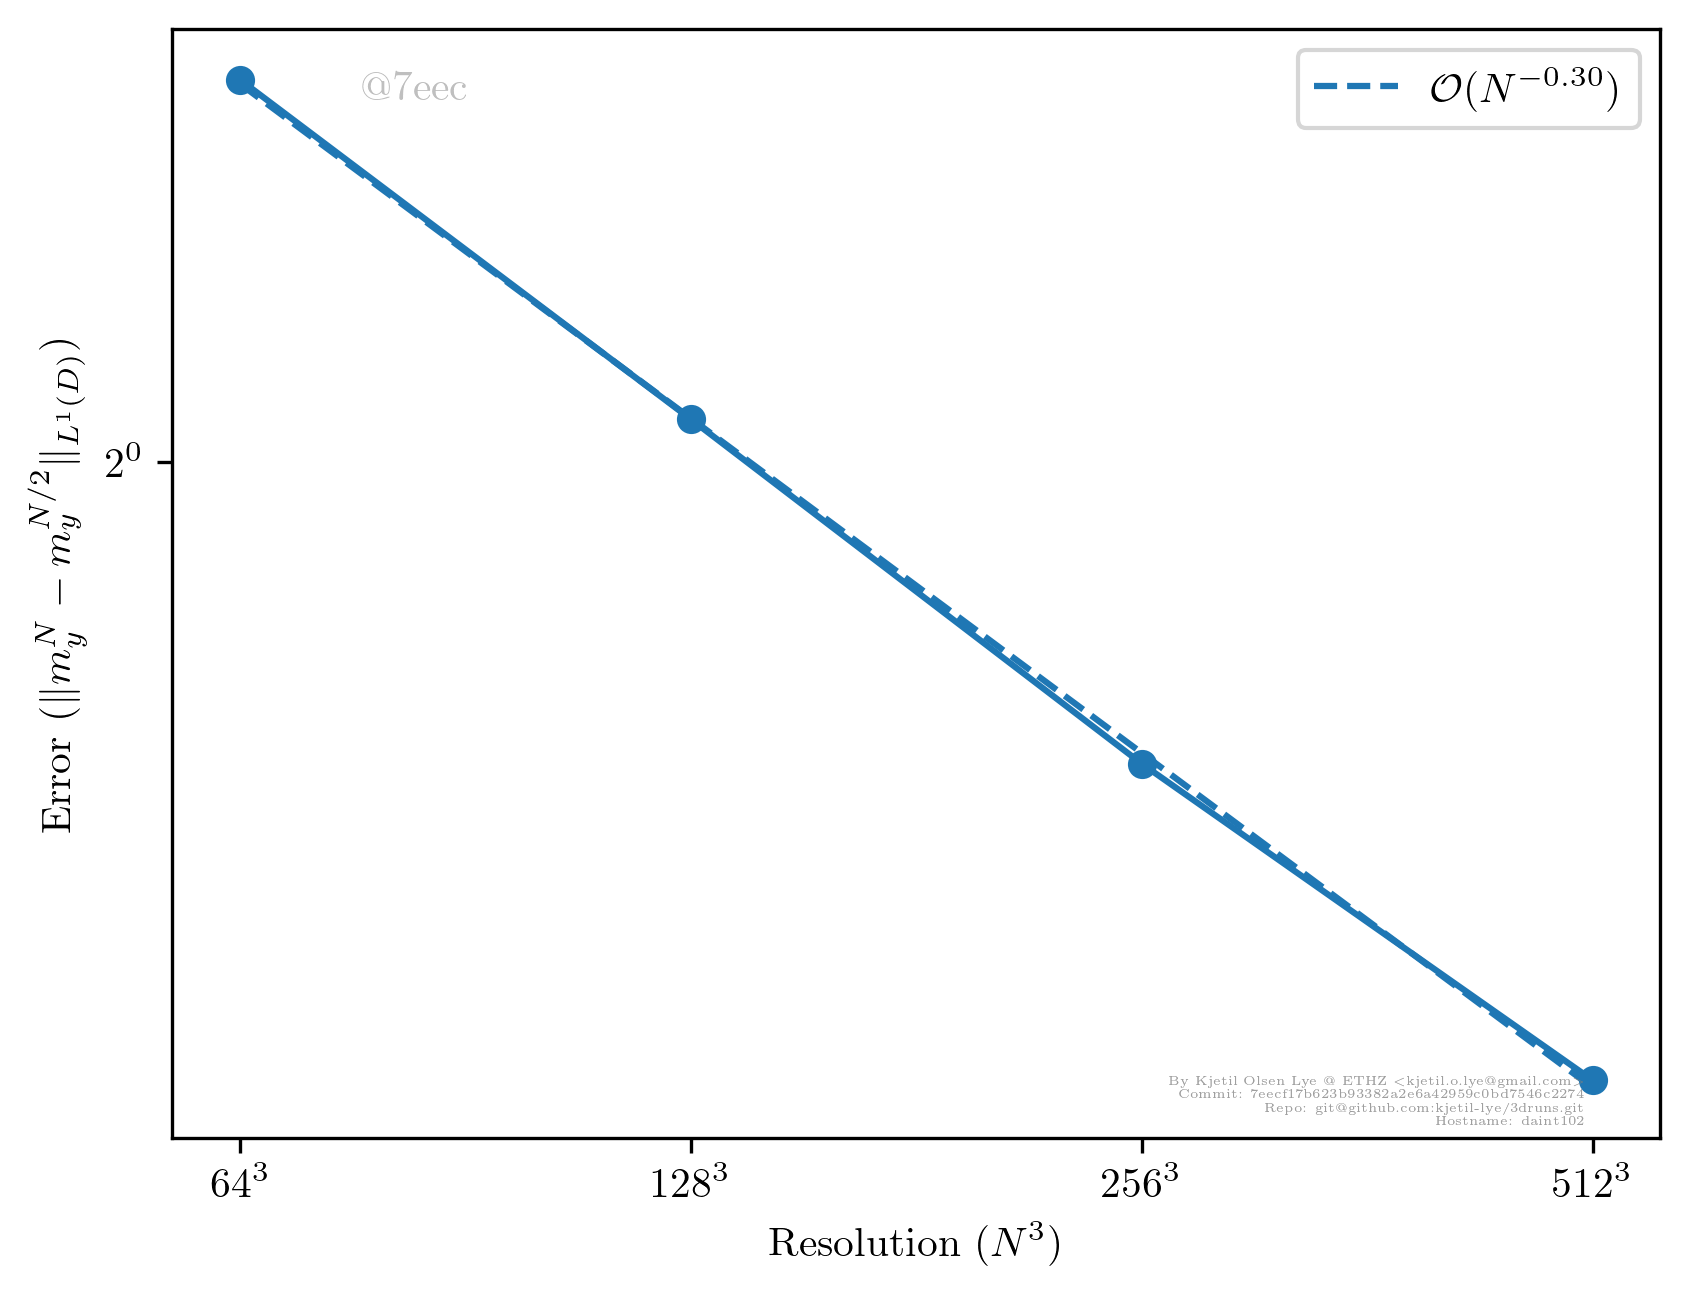 @7eec
$\mathcal{O}(N^{-0.30})$
Error ($\|m_y^N - m_y^{N/2}\|_{L^1(D)}$)
$2^0$
By Kjetil Olsen Lye @ ETHZ <kjetil.o.lye@gmail.com>
Commit: 7eecf17b623b93382a2e6a42959c0bd7546c2274
Repo: git@github.com:kjetil-lye/3druns.git
Hostname: daint102
$64^3$ $128^3$ $256^3$ $512^3$
Resolution ($N^3$)